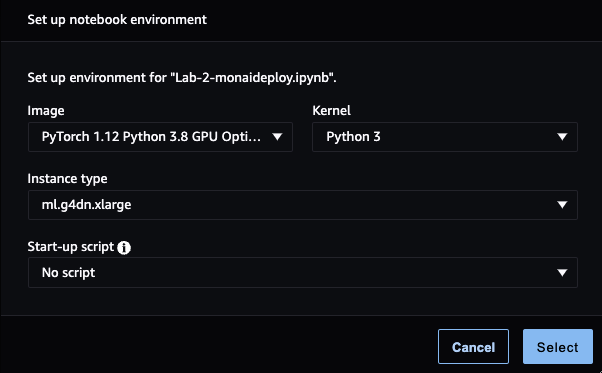 Set up notebook environment
Set up environment for "Lab-2-monaideploy.ipynb".
Image
Kernel
PyTorch 1.12 Python 3.8 GPU Opti...
Python 3
Instance type
ml.g4dn.xlarge
Start-up script
No script
Cancel
Select